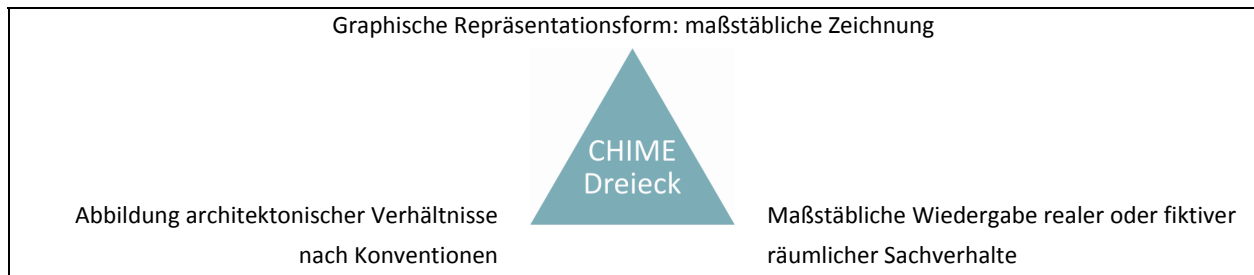 Graphische Repräsentationsform: maßstäbliche Zeichnung
CHIME
Dreieck
Abbildung architektonischer Verhältnisse
nach Konventionen
Maßstäbliche Wiedergabe realer oder fiktiver
räumlicher Sachverhalte